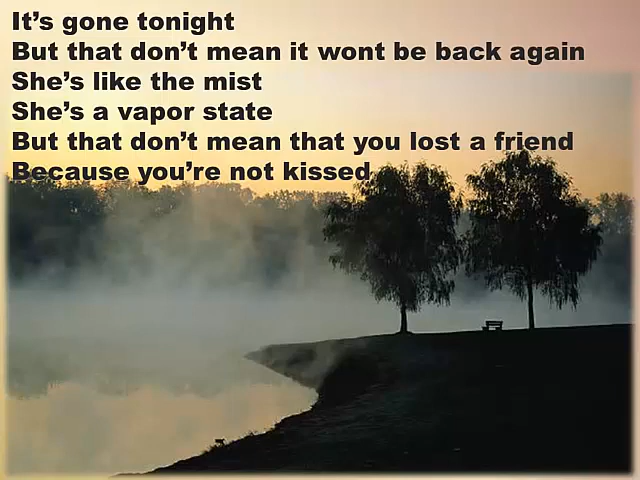 It’s gone tonight
But that don’t mean it wont be back again
She’s like the mist
She’s a vapor state
But that don’t mean that you lost a friend
Because you’re not kissed